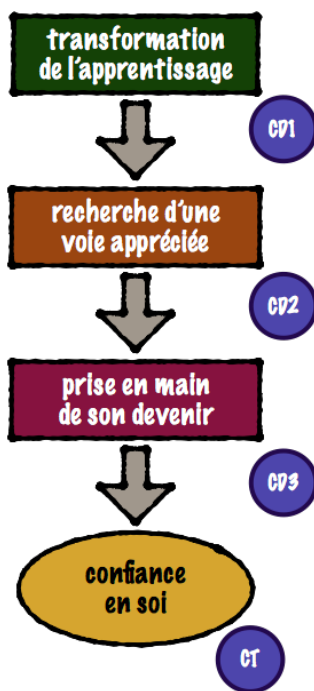 transformation
de l'apprentissage
CD1
recherche d'une
voie appréciée
CD2
prise en main
de son devenir
CD3
confiance
en soi
CT